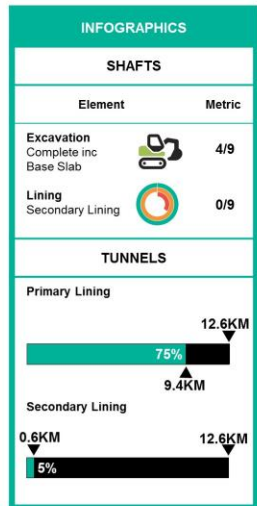 INFOGRAPHICS
SHAFTS
Element Metric
Excavation
Complete inc
Base Slab
4/9
Lining
Secondary Lining
0/9
TUNNELS
Primary Lining
12.6KM
75%
9.4KM
Secondary Lining
0.6KM 12.6KM
5%